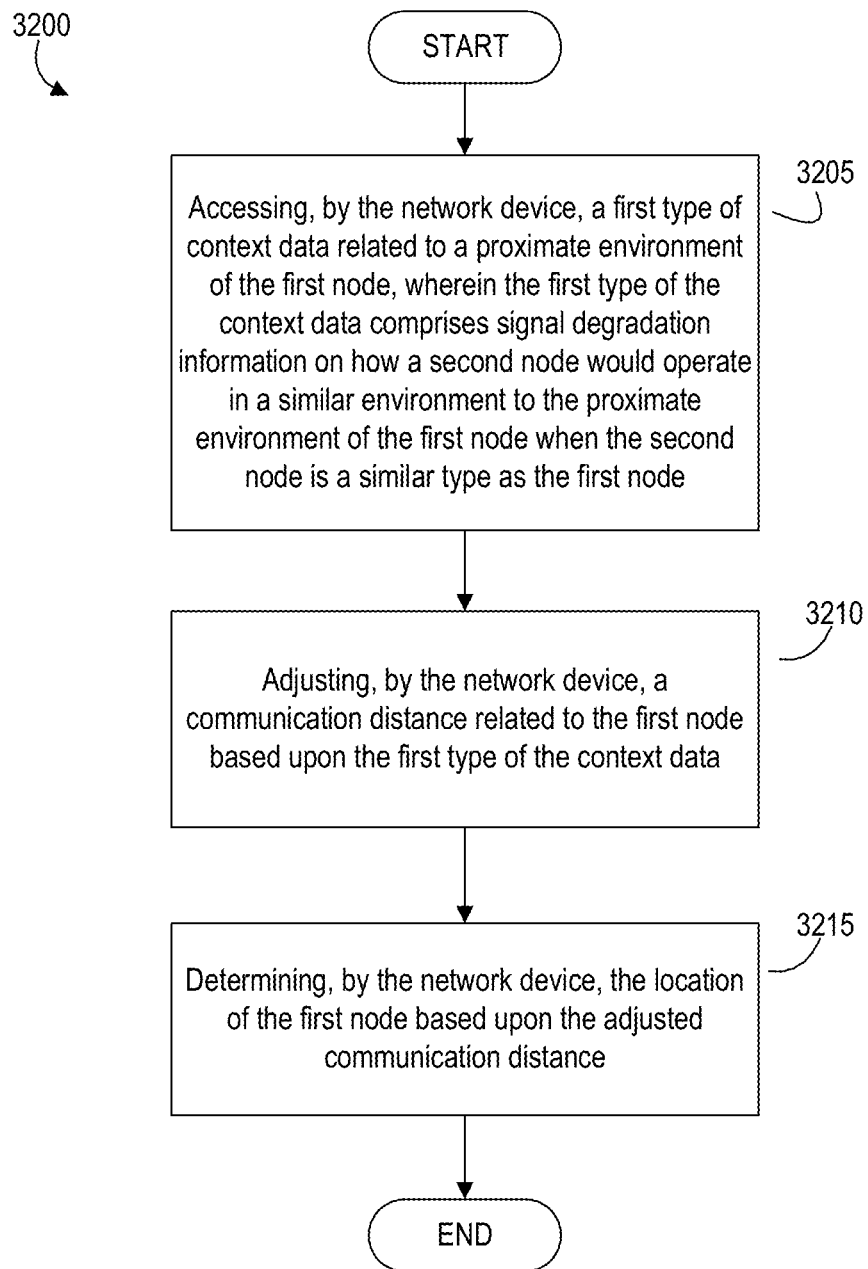 3200
START
3205
Accessing, by the network device, a first type of
context data related to a proximate environment
of the first node, wherein the first type of the
context data comprises signal degradation
information on how a second node would operate
in a similar environment to the proximate
environment of the first node when the second
node is a similar type as the first node
3210
Adjusting, by the network device, a
communication distance related to the first node
based upon the first type of the context data
3215
Determining, by the network device, the location
of the first node based upon the adjusted
communication distance
END